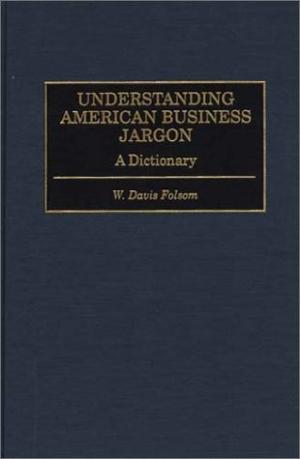 UNDERSTANDING
AMERICAN BUSINESS
JARGON
A Dictionary
W. Davis Folsom